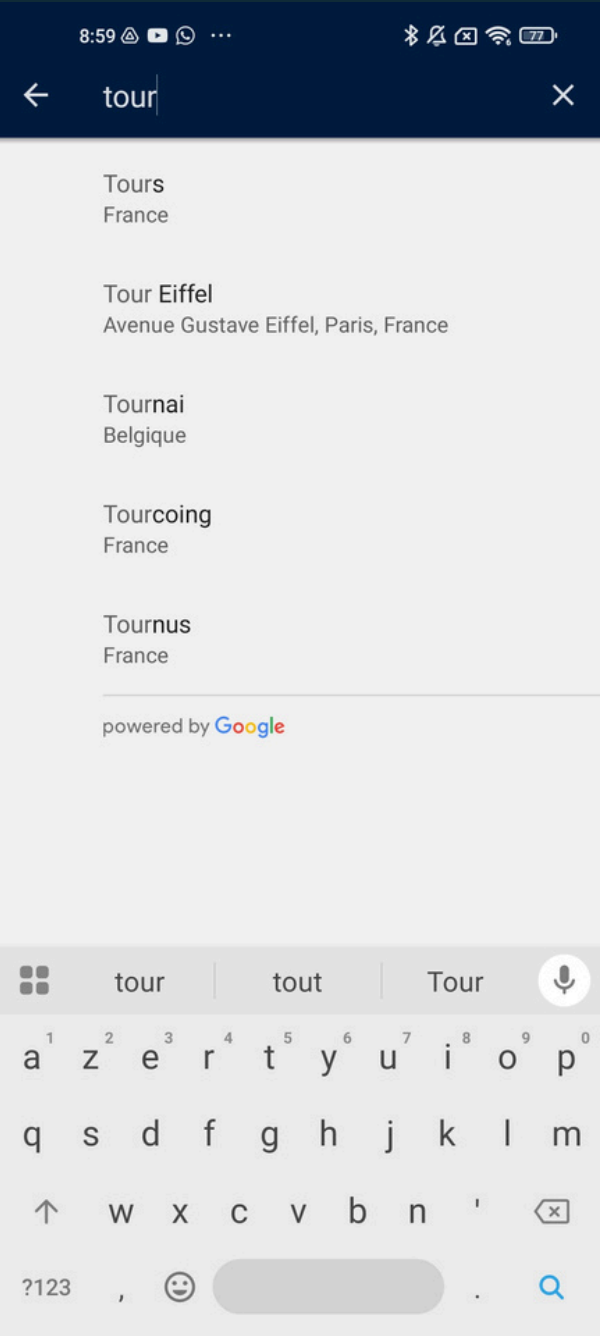 8:59 ... 77
tour
Tours
France
Tour Eiffel
Avenue Gustave Eiffel, Paris, France
Tournai
Belgique
Tourcoing
France
Tournus
France
powered by Google
tour tout Tour
1 2 3 4 5 6 7 8 9 0
a z e r t y u i o p
q s d f g h j k l m
w x c v b n '
?123 , .